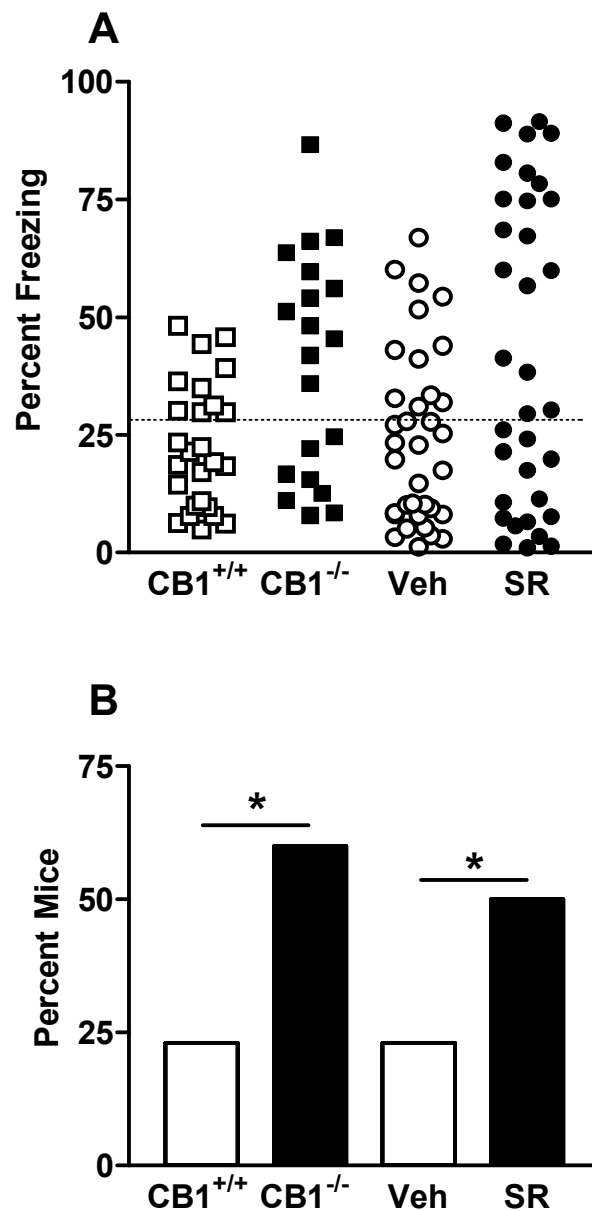 A
100
75
50
25
0
Percent Freezing
CB1+/+ CB1-/- Veh SR
B
75
50
25
0
Percent Mice
* *
CB1+/+ CB1-/- Veh SR